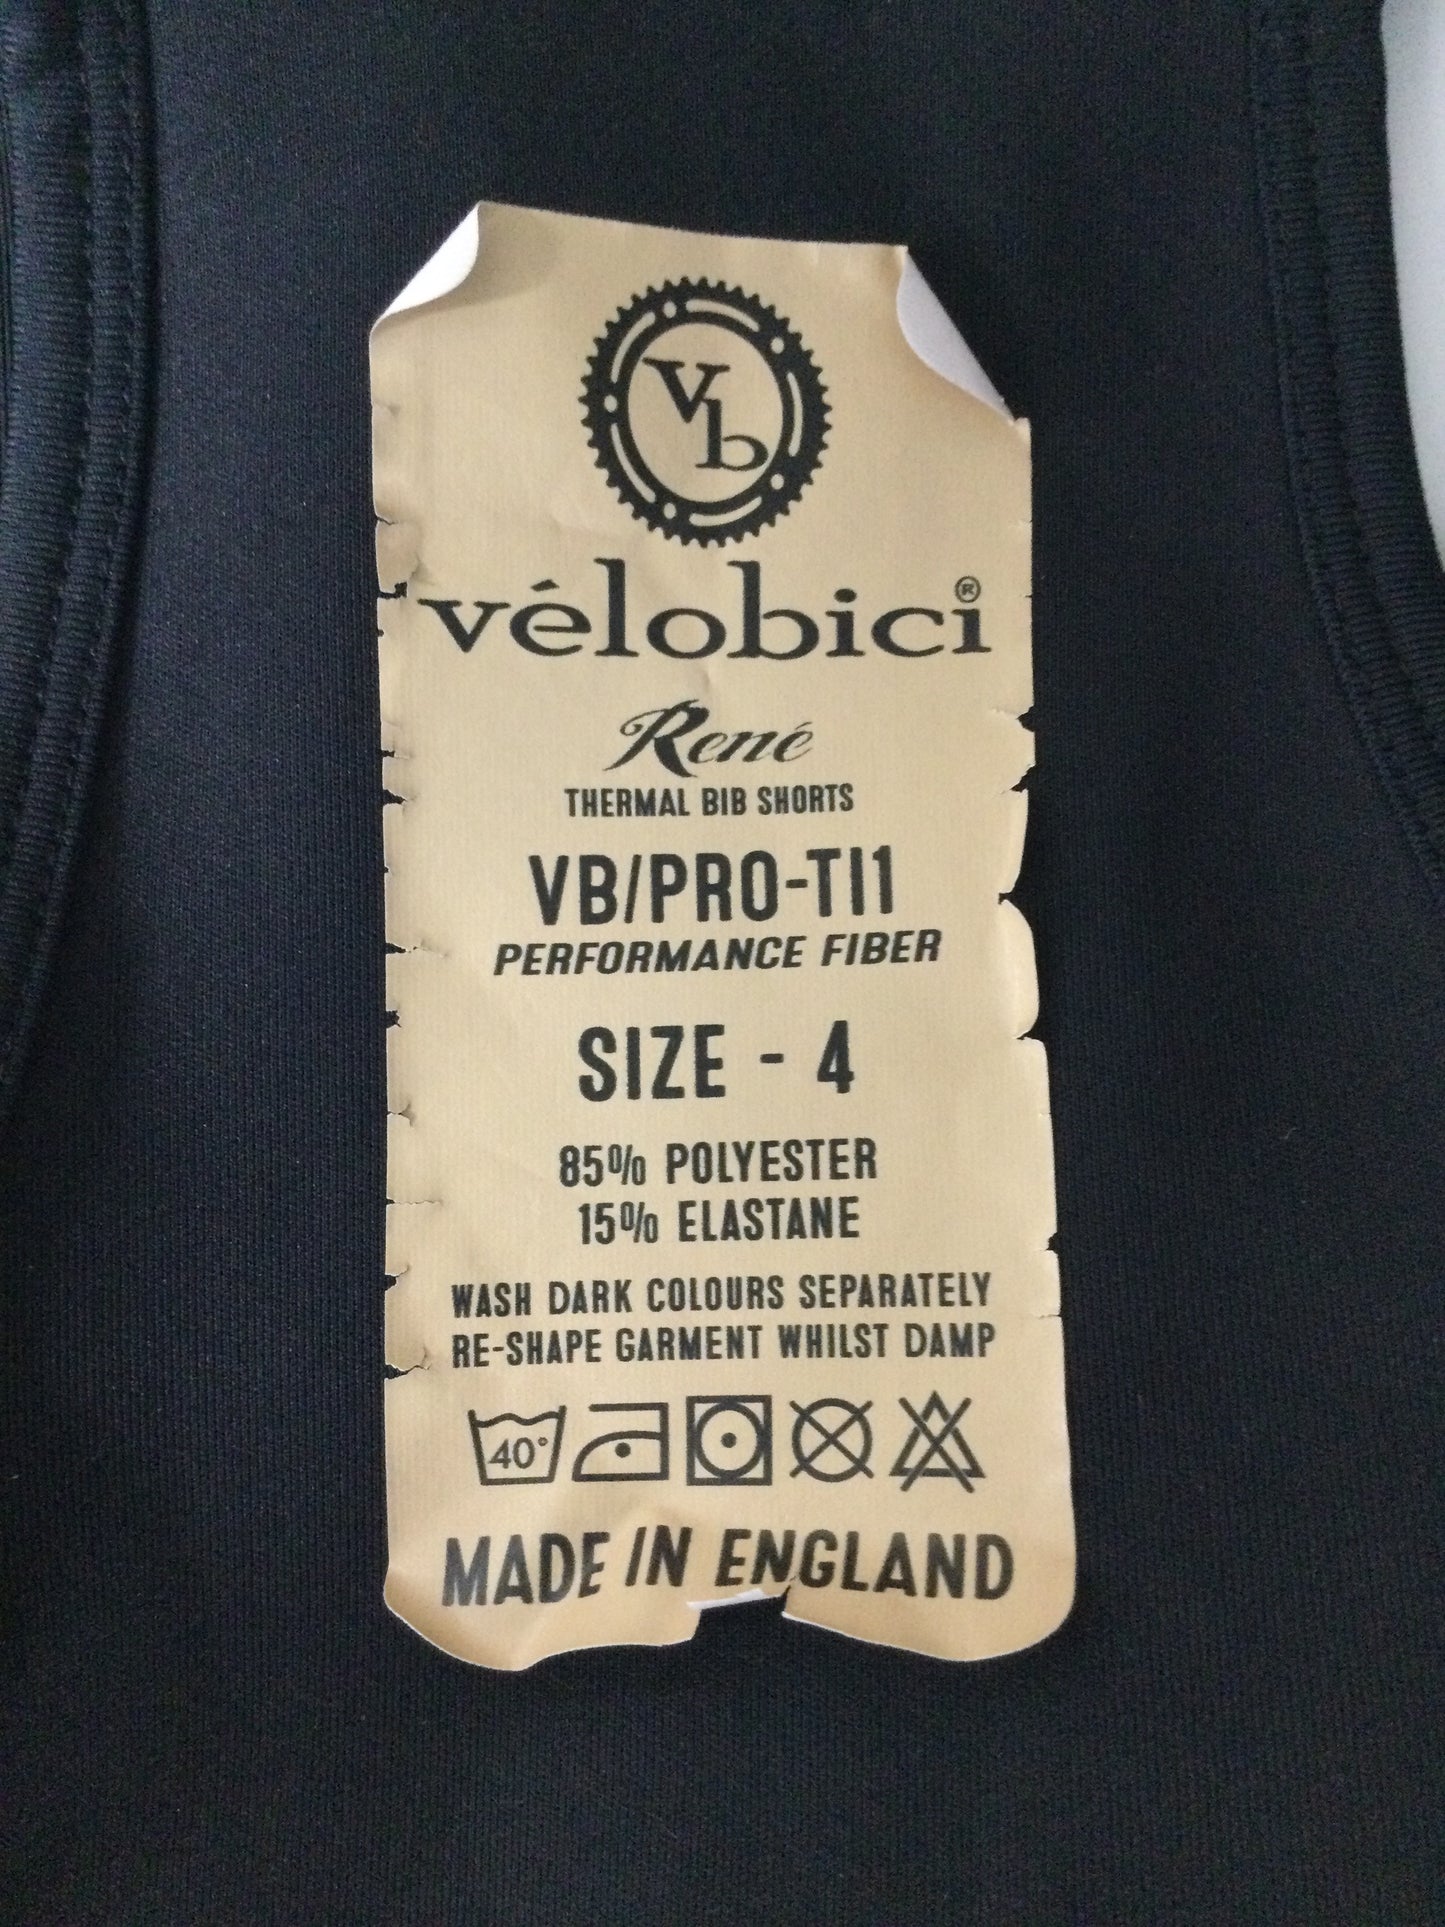 vb
vélobici®
René
THERMAL BIB SHORTS
VB/PRO-TI1
PERFORMANCE FIBER
SIZE - 4
85% POLYESTER
15% ELASTANE
WASH DARK COLOURS SEPARATELY
RE-SHAPE GARMENT WHILST DAMP
40°
MADE IN ENGLAND